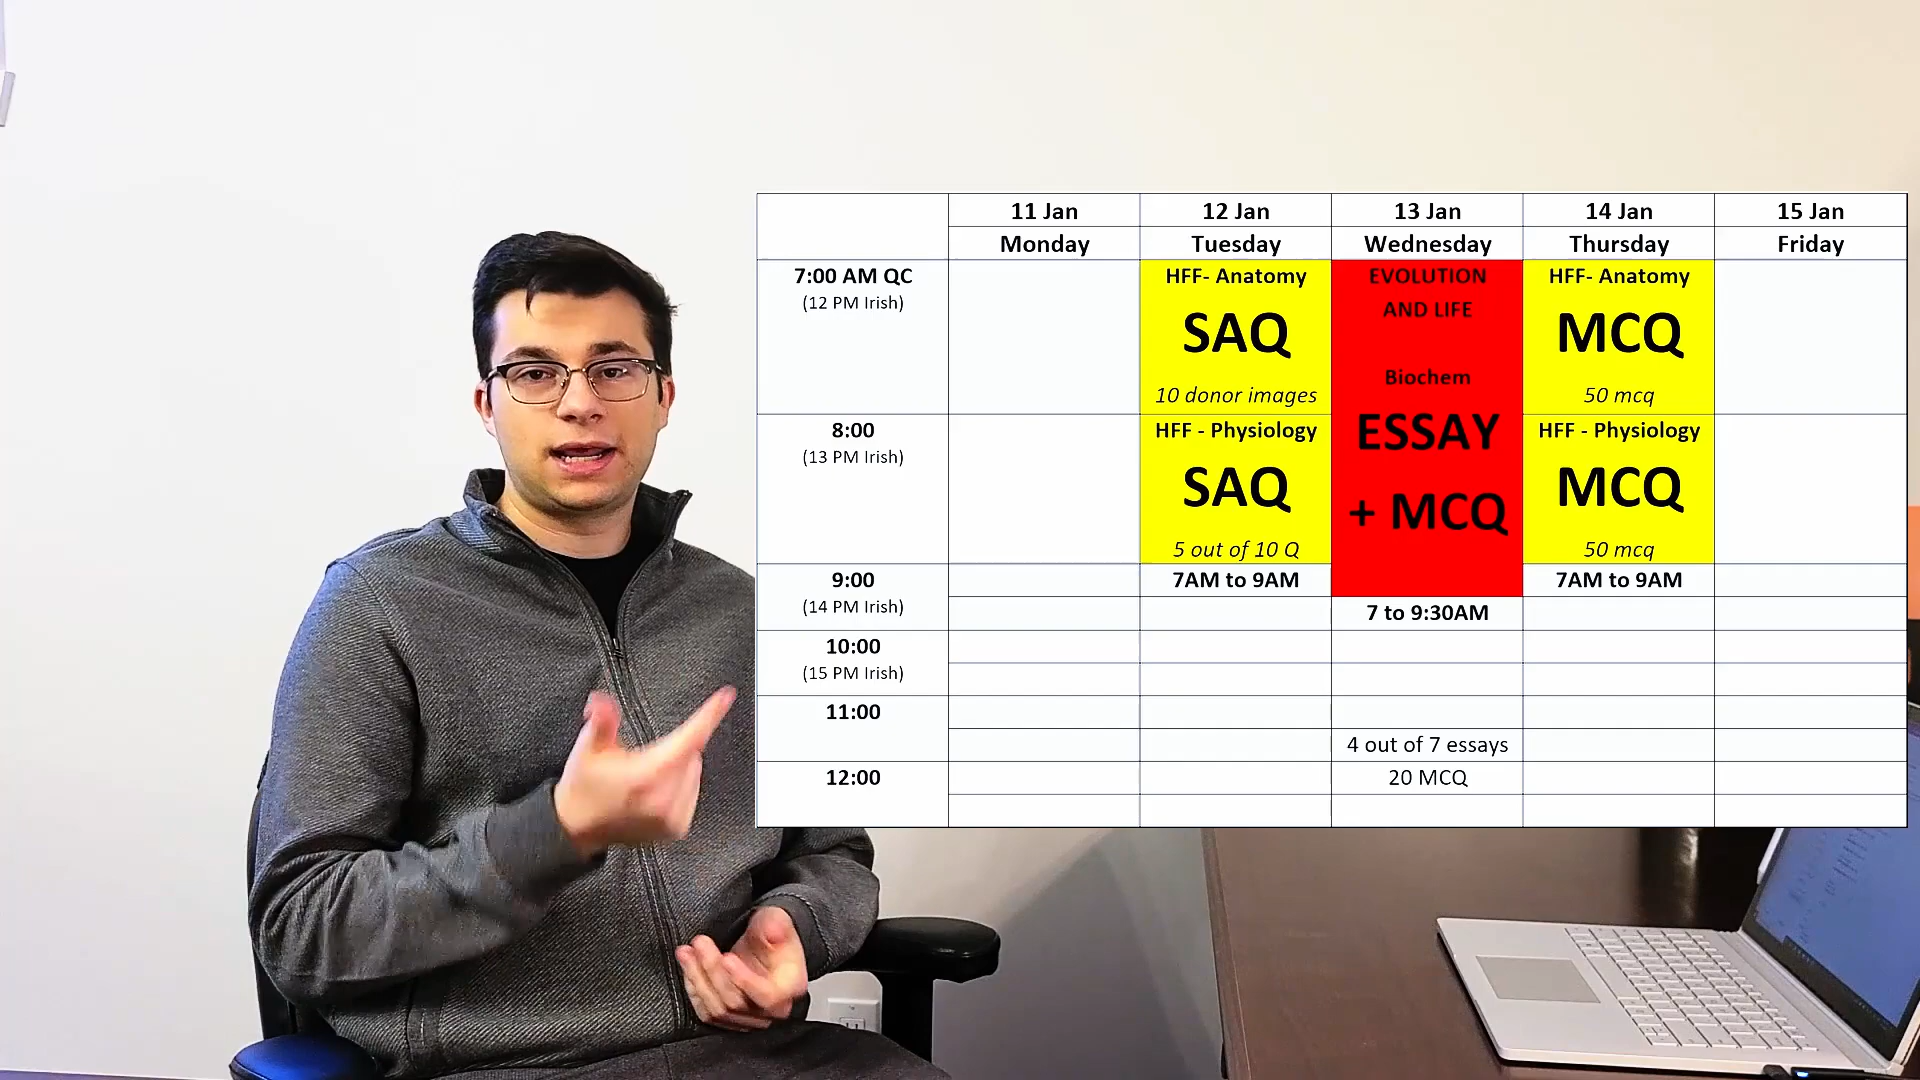 11 Jan
12 Jan
13 Jan
14 Jan
15 Jan
Monday
Tuesday
Wednesday
Thursday
Friday
7:00 AM QC
(12 PM Irish)
HFF- Anatomy
SAQ
10 donor images
EVOLUTION
AND LIFE
Biochem
ESSAY
+ MCQ
HFF- Anatomy
MCQ
50 mcq
8:00
(13 PM Irish)
HFF - Physiology
SAQ
5 out of 10 Q
HFF - Physiology
MCQ
50 mcq
9:00
(14 PM Irish)
7AM to 9AM
7 to 9:30AM
7AM to 9AM
10:00
(15 PM Irish)
11:00
4 out of 7 essays
12:00
20 MCQ